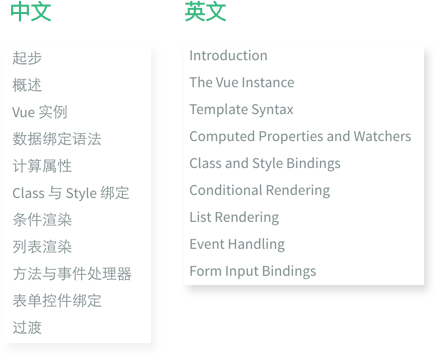 中文
起步
概述
Vue 实例
数据绑定语法
计算属性
Class 与 Style 绑定
条件渲染
列表渲染
方法与事件处理器
表单控件绑定
过渡
英文
Introduction
The Vue Instance
Template Syntax
Computed Properties and Watchers
Class and Style Bindings
Conditional Rendering
List Rendering
Event Handling
Form Input Bindings